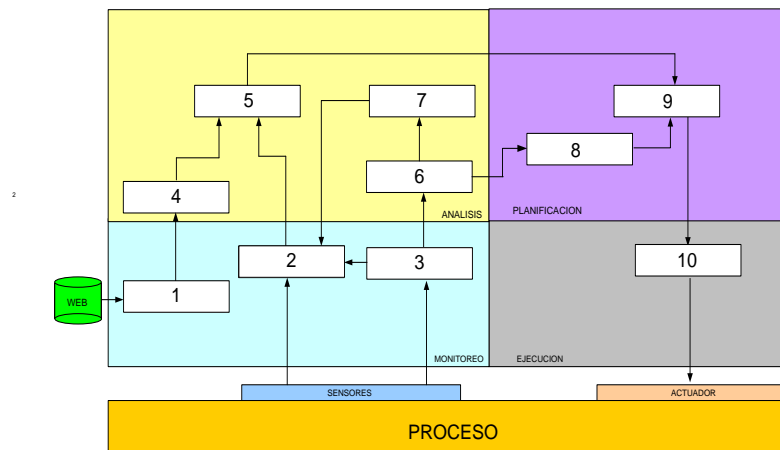 5
7
9
8
6
4
2
ANALISIS
PLANIFICACION
2
3
10
1
WEB
MONITOREO
EJECUCION
SENSORES
ACTUADOR
PROCESO